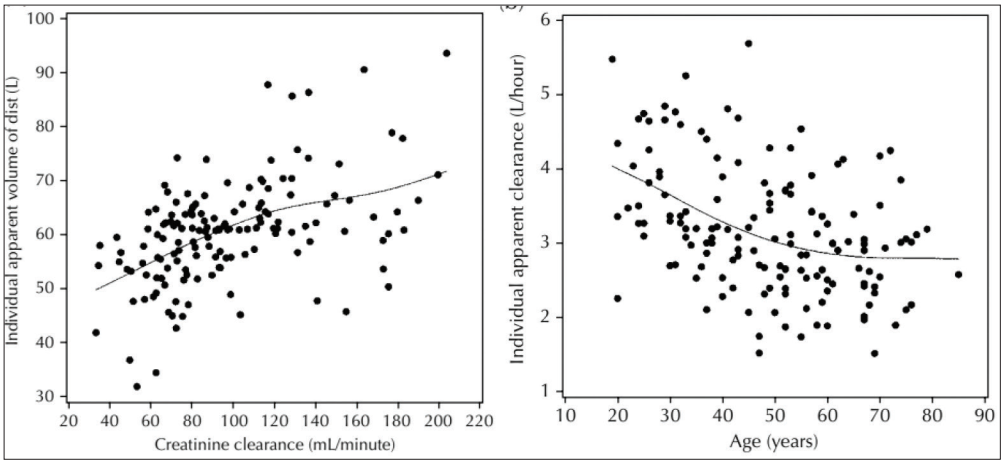 (b)
100
90
80
70
60
50
40
30
Individual apparent volume of dist (L)
20 40 60 80 100 120 140 160 180 200 220
Creatinine clearance (mL/minute)
6
5
4
3
2
1
Individual apparent clearance (L/hour)
10 20 30 40 50 60 70 80 90
Age (years)